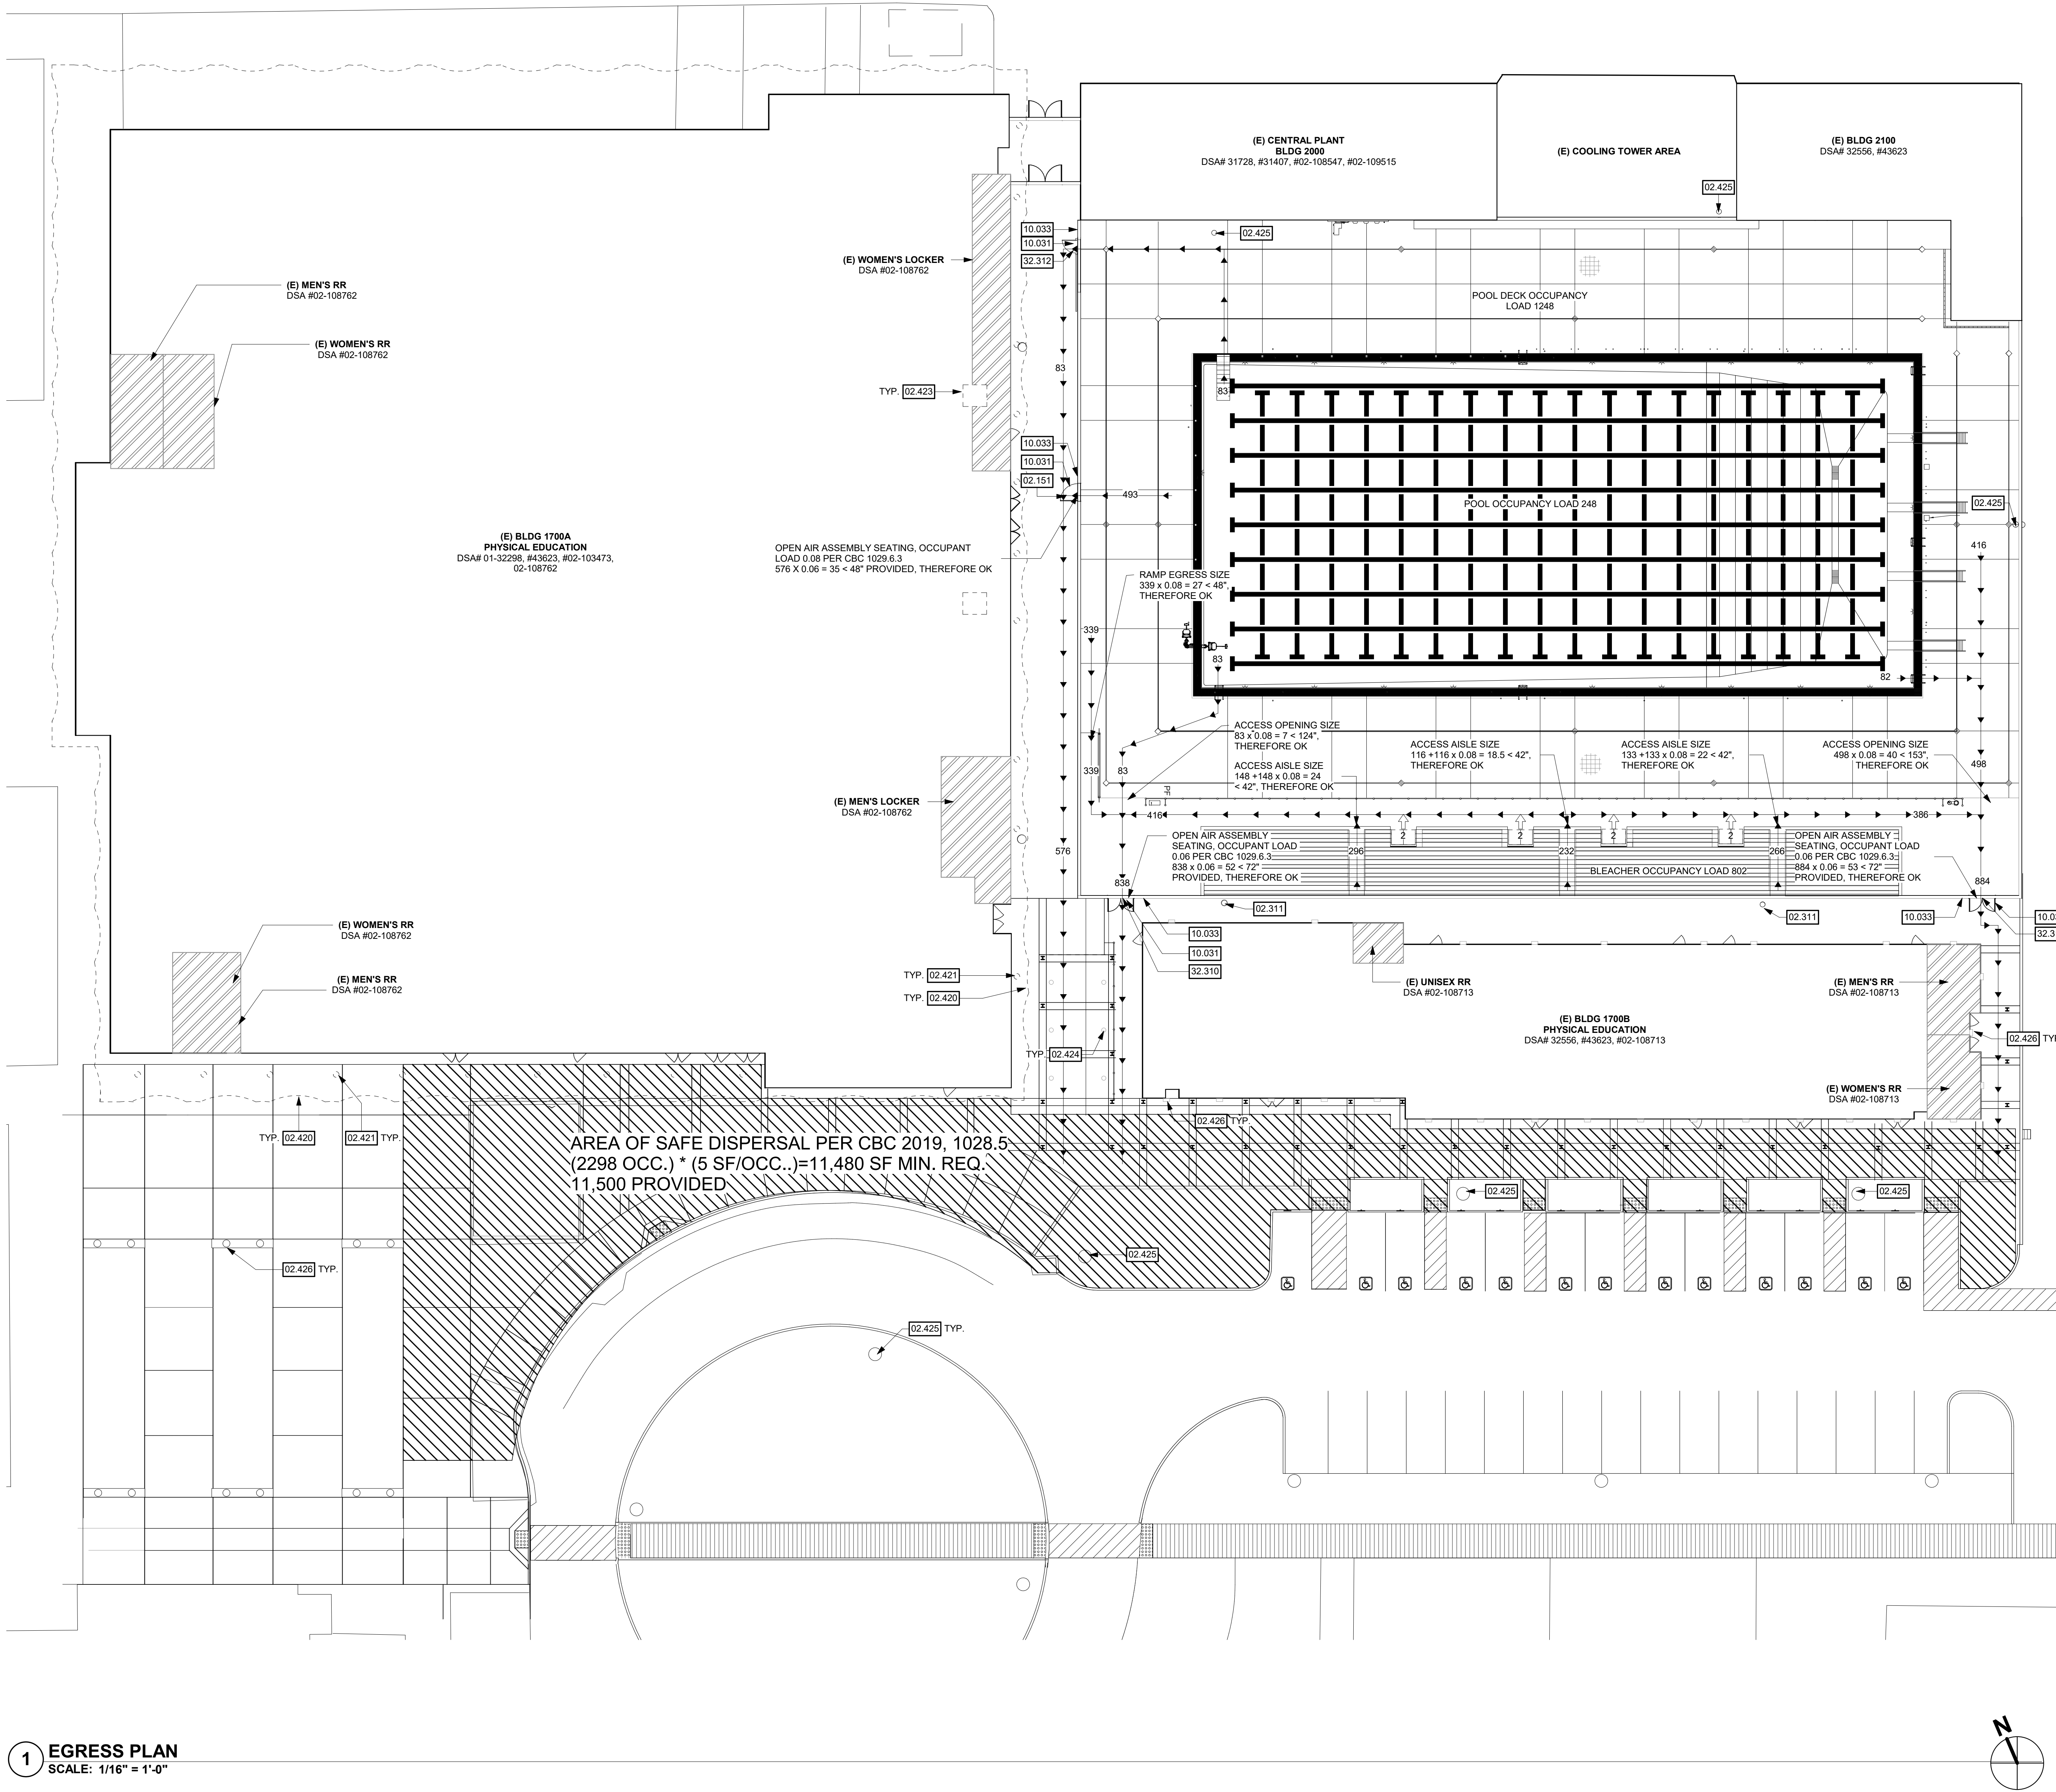 (E) CENTRAL PLANT
BLDG 2000
DSA# 31728, #31407, #02-108547, #02-109515
(E) COOLING TOWER AREA
(E) BLDG 2100
DSA# 32556, #43623
02.425
10.033
10.031
32.312
02.425
(E) WOMEN'S LOCKER
DSA #02-108762
(E) MEN'S RR
DSA #02-108762
(E) WOMEN'S RR
DSA #02-108762
POOL DECK OCCUPANCY
LOAD 1248
83
83
TYP. 02.423
10.033
10.031
02.151
493
POOL OCCUPANCY LOAD 248
02.425
416
(E) BLDG 1700A
PHYSICAL EDUCATION
DSA# 01-32298, #43623, #02-103473,
02-108762
OPEN AIR ASSEMBLY SEATING, OCCUPANT
LOAD 0.08 PER CBC 1029.6.3
576 X 0.06 = 35 < 48" PROVIDED, THEREFORE OK
RAMP EGRESS SIZE
339 x 0.08 = 27 < 48",
THEREFORE OK
339
83
82
ACCESS OPENING SIZE
83 x 0.08 = 7 < 124",
THEREFORE OK
ACCESS AISLE SIZE
148 +148 x 0.08 = 24
< 42", THEREFORE OK
ACCESS AISLE SIZE
116 +116 x 0.08 = 18.5 < 42",
THEREFORE OK
ACCESS AISLE SIZE
133 +133 x 0.08 = 22 < 42",
THEREFORE OK
ACCESS OPENING SIZE
498 x 0.08 = 40 < 153",
THEREFORE OK
339
83
498
PF
(E) MEN'S LOCKER
DSA #02-108762
416
386
OPEN AIR ASSEMBLY
SEATING, OCCUPANT LOAD
0.06 PER CBC 1029.6.3
838 x 0.06 = 52 < 72"
PROVIDED, THEREFORE OK
2
2
2
2
OPEN AIR ASSEMBLY
SEATING, OCCUPANT LOAD
0.06 PER CBC 1029.6.3
884 x 0.06 = 53 < 72"
PROVIDED, THEREFORE OK
576
296
232
266
BLEACHER OCCUPANCY LOAD 802
838
884
02.311
02.311
10.033
10.033
10.031
32.310
(E) WOMEN'S RR
DSA #02-108762
(E) MEN'S RR
DSA #02-108762
TYP. 02.421
TYP. 02.420
(E) UNISEX RR
DSA #02-108713
(E) MEN'S RR
DSA #02-108713
(E) BLDG 1700B
PHYSICAL EDUCATION
DSA# 32556, #43623, #02-108713
02.426
TYP. 02.424
(E) WOMEN'S RR
DSA #02-108713
02.426 TYP.
TYP. 02.420
02.421 TYP.
AREA OF SAFE DISPERSAL PER CBC 2019, 1028.5
(2298 OCC.) * (5 SF/OCC..)=11,480 SF MIN. REQ.
11,500 PROVIDED
02.425
02.425
02.425
02.426 TYP.
02.425 TYP.
N
1
EGRESS PLAN
SCALE: 1/16" = 1'-0"